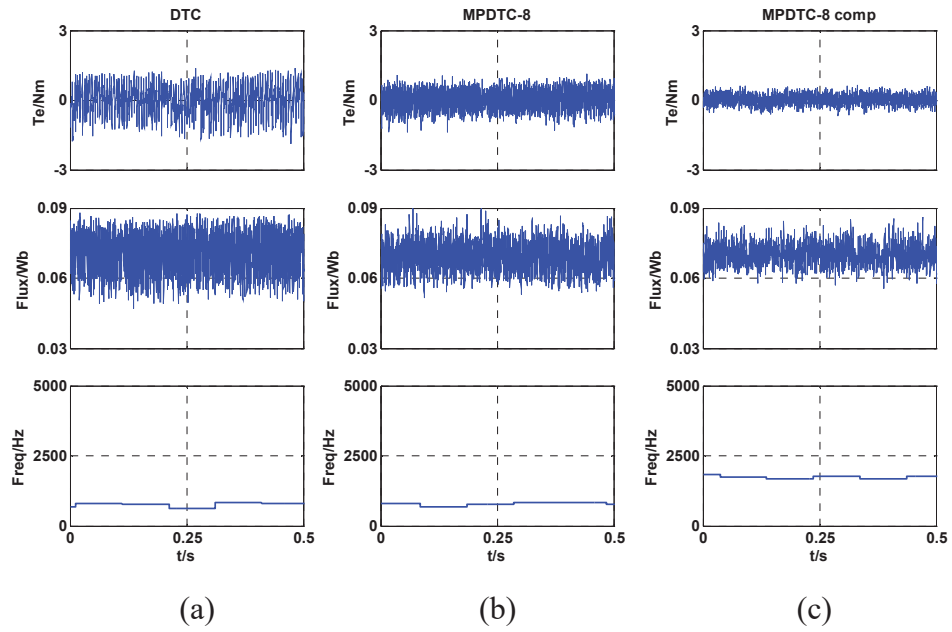 DTC
MPDTC-8
MPDTC-8 comp
3
0
-3
Te/Nm
3
0
-3
Te/Nm
3
0
-3
Te/Nm
0.09
0.06
0.03
Flux/Wb
0.09
0.06
0.03
Flux/Wb
0.09
0.06
0.03
Flux/Wb
5000
2500
0
Freq/Hz
0 0.25 0.5
t/s
5000
2500
0
Freq/Hz
0 0.25 0.5
t/s
5000
2500
0
Freq/Hz
0 0.25 0.5
t/s
(a)
(b)
(c)